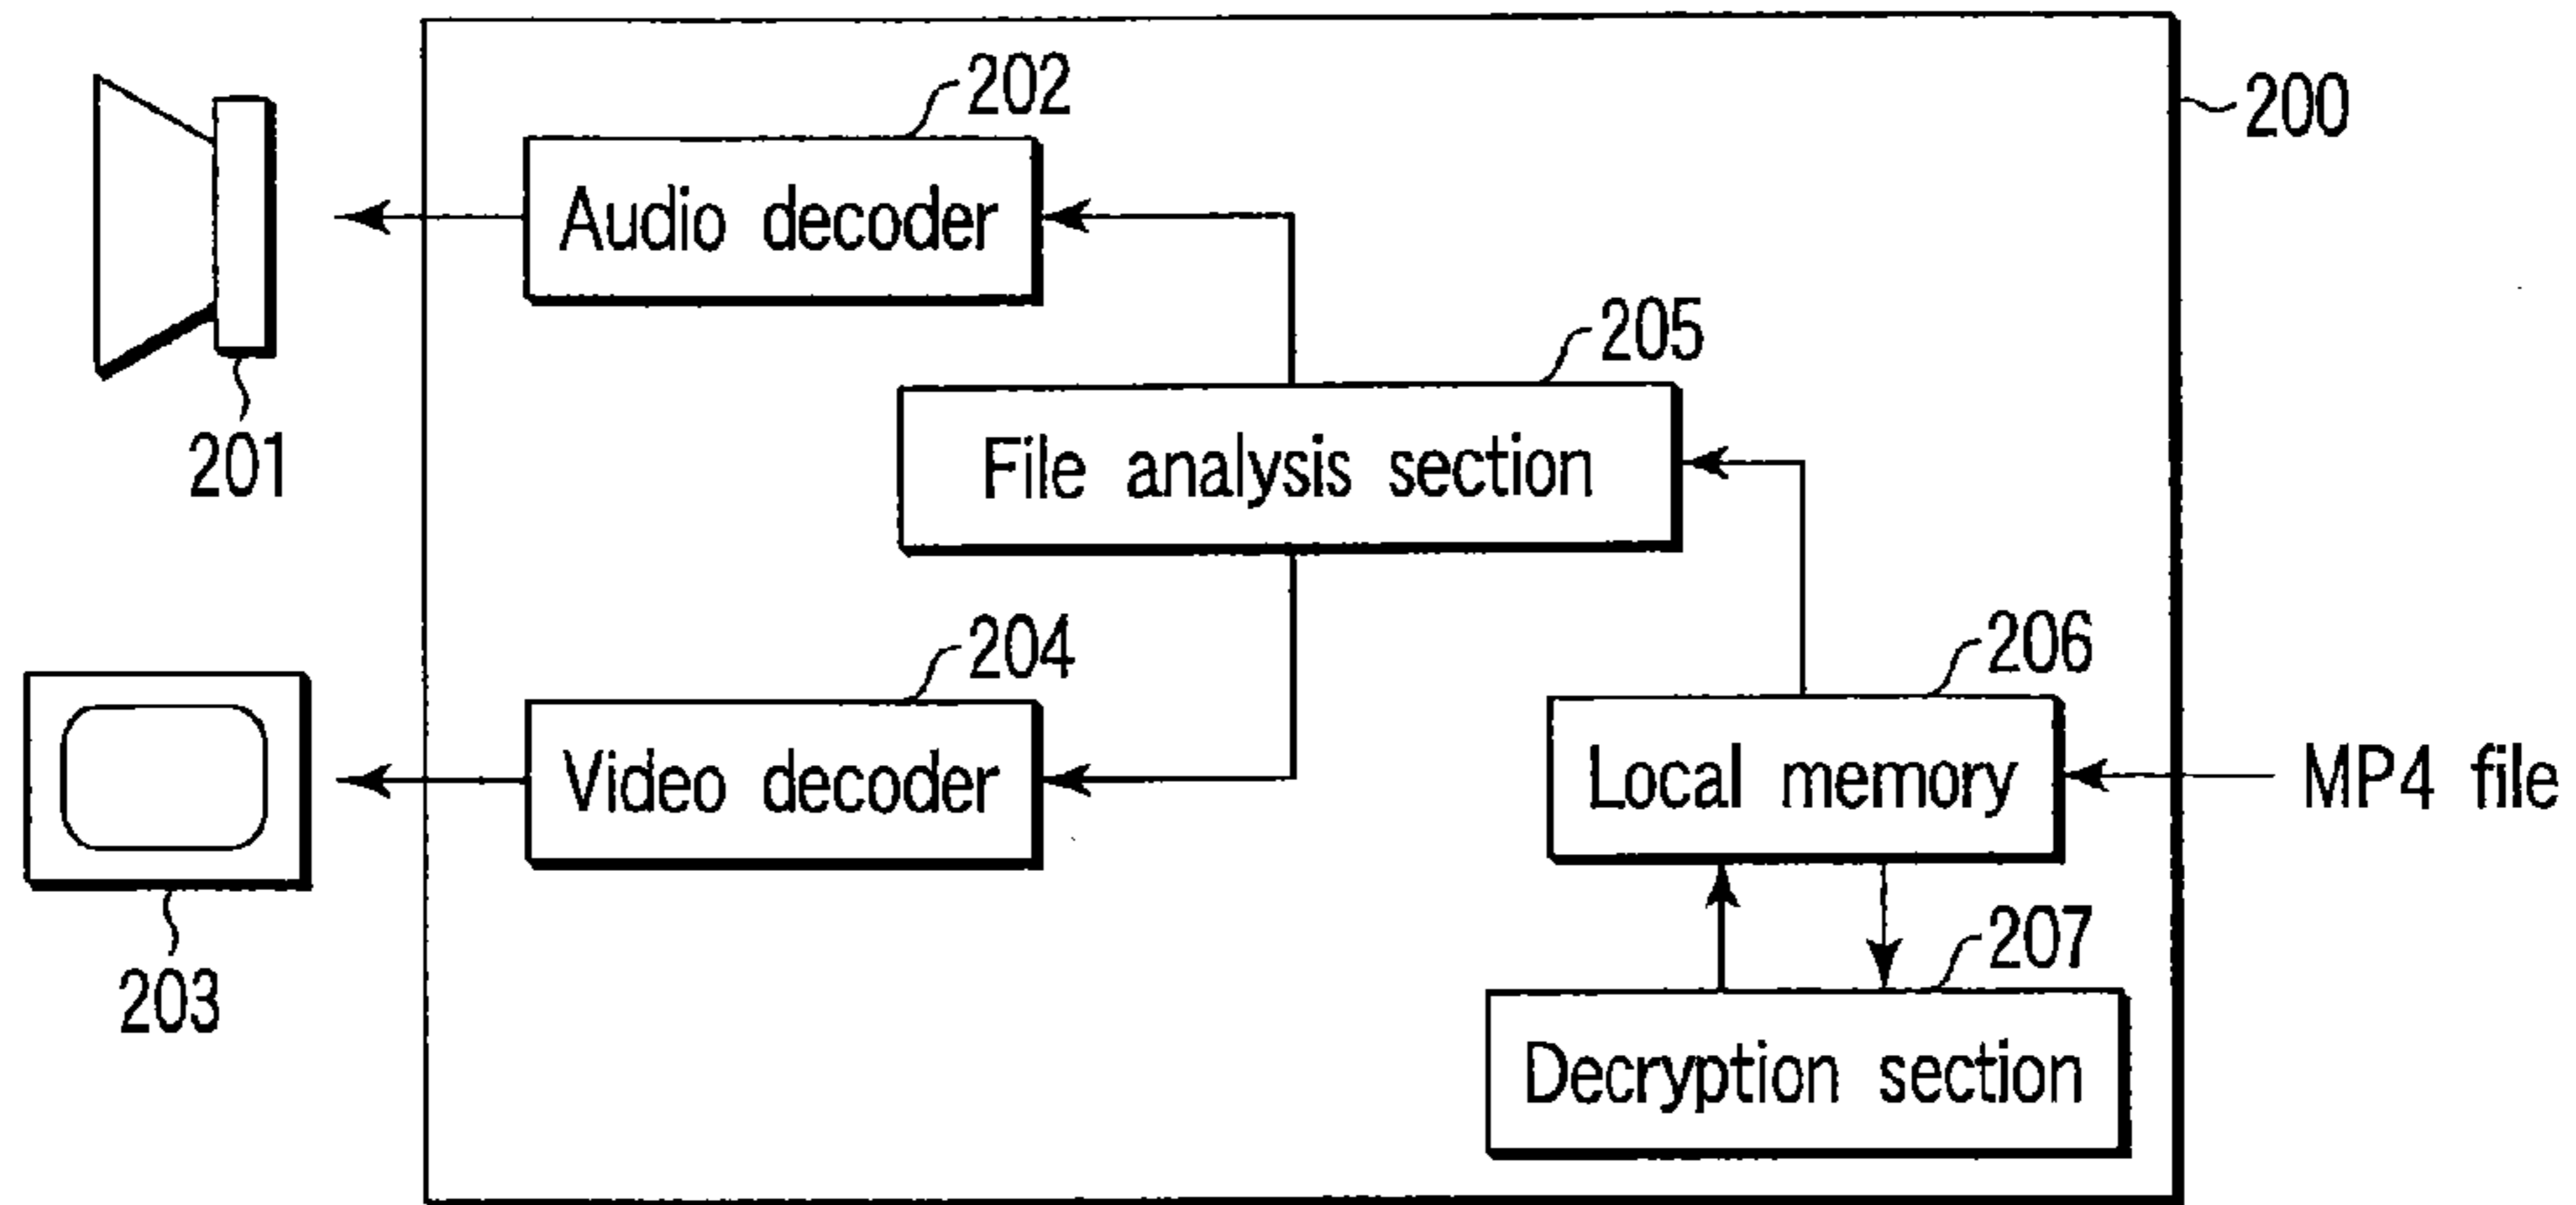 202
200
Audio decoder
205
201
File analysis section
204
206
Video decoder
Local memory
MP4 file
207
203
Decryption section